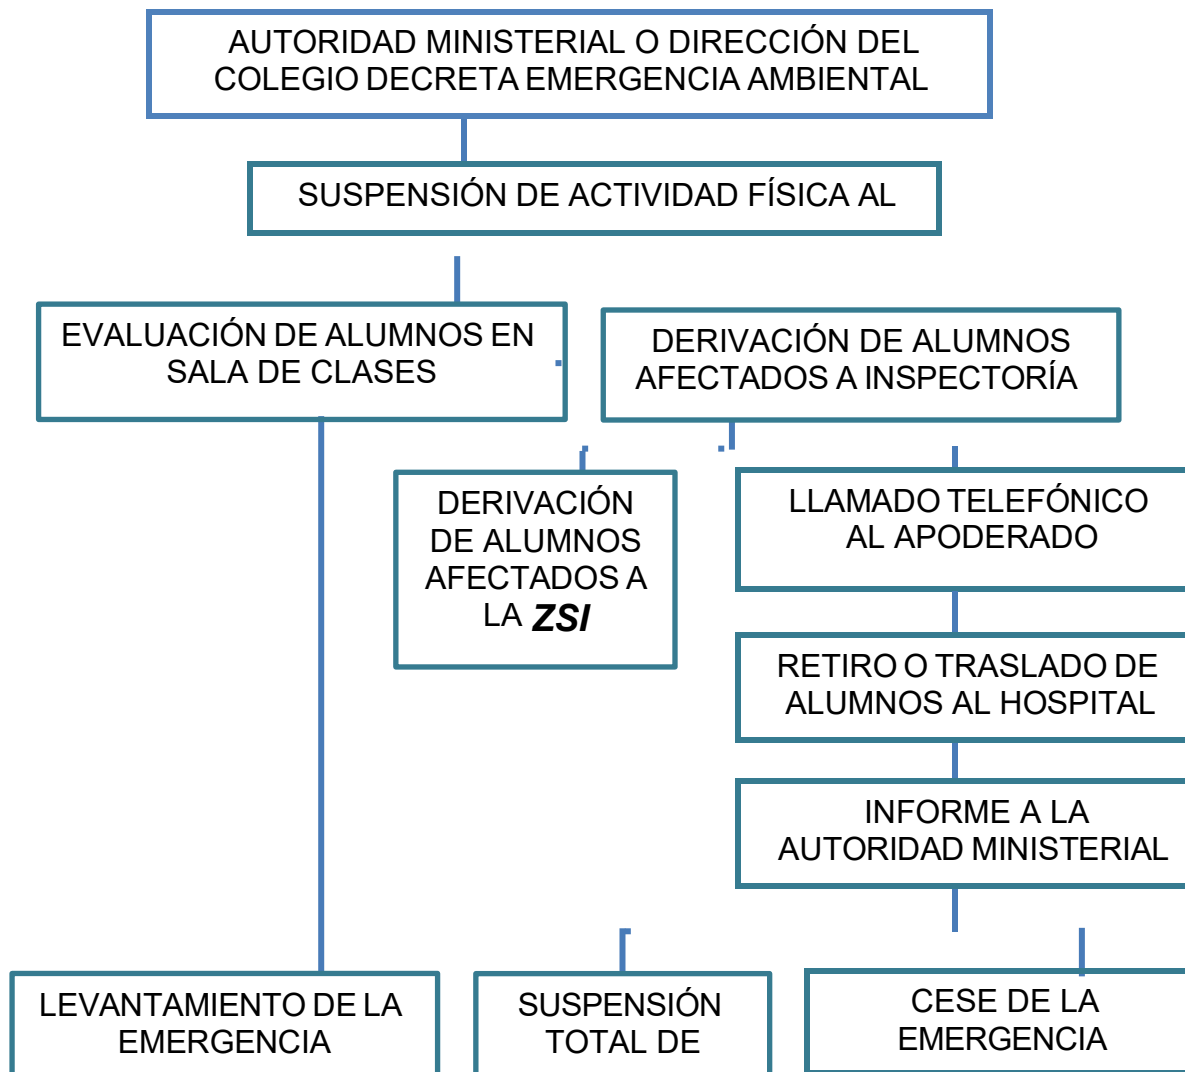 AUTORIDAD MINISTERIAL O DIRECCIÓN DEL
COLEGIO DECRETA EMERGENCIA AMBIENTAL
SUSPENSIÓN DE ACTIVIDAD FÍSICA AL
EVALUACIÓN DE ALUMNOS EN
SALA DE CLASES
DERIVACIÓN DE ALUMNOS
AFECTADOS A INSPECTORÍA
DERIVACIÓN
DE ALUMNOS
AFECTADOS A
LA ZSI
LLAMADO TELEFÓNICO
AL APODERADO
RETIRO O TRASLADO DE
ALUMNOS AL HOSPITAL
INFORME A LA
AUTORIDAD MINISTERIAL
LEVANTAMIENTO DE LA
EMERGENCIA
SUSPENSIÓN
TOTAL DE
CESE DE LA
EMERGENCIA